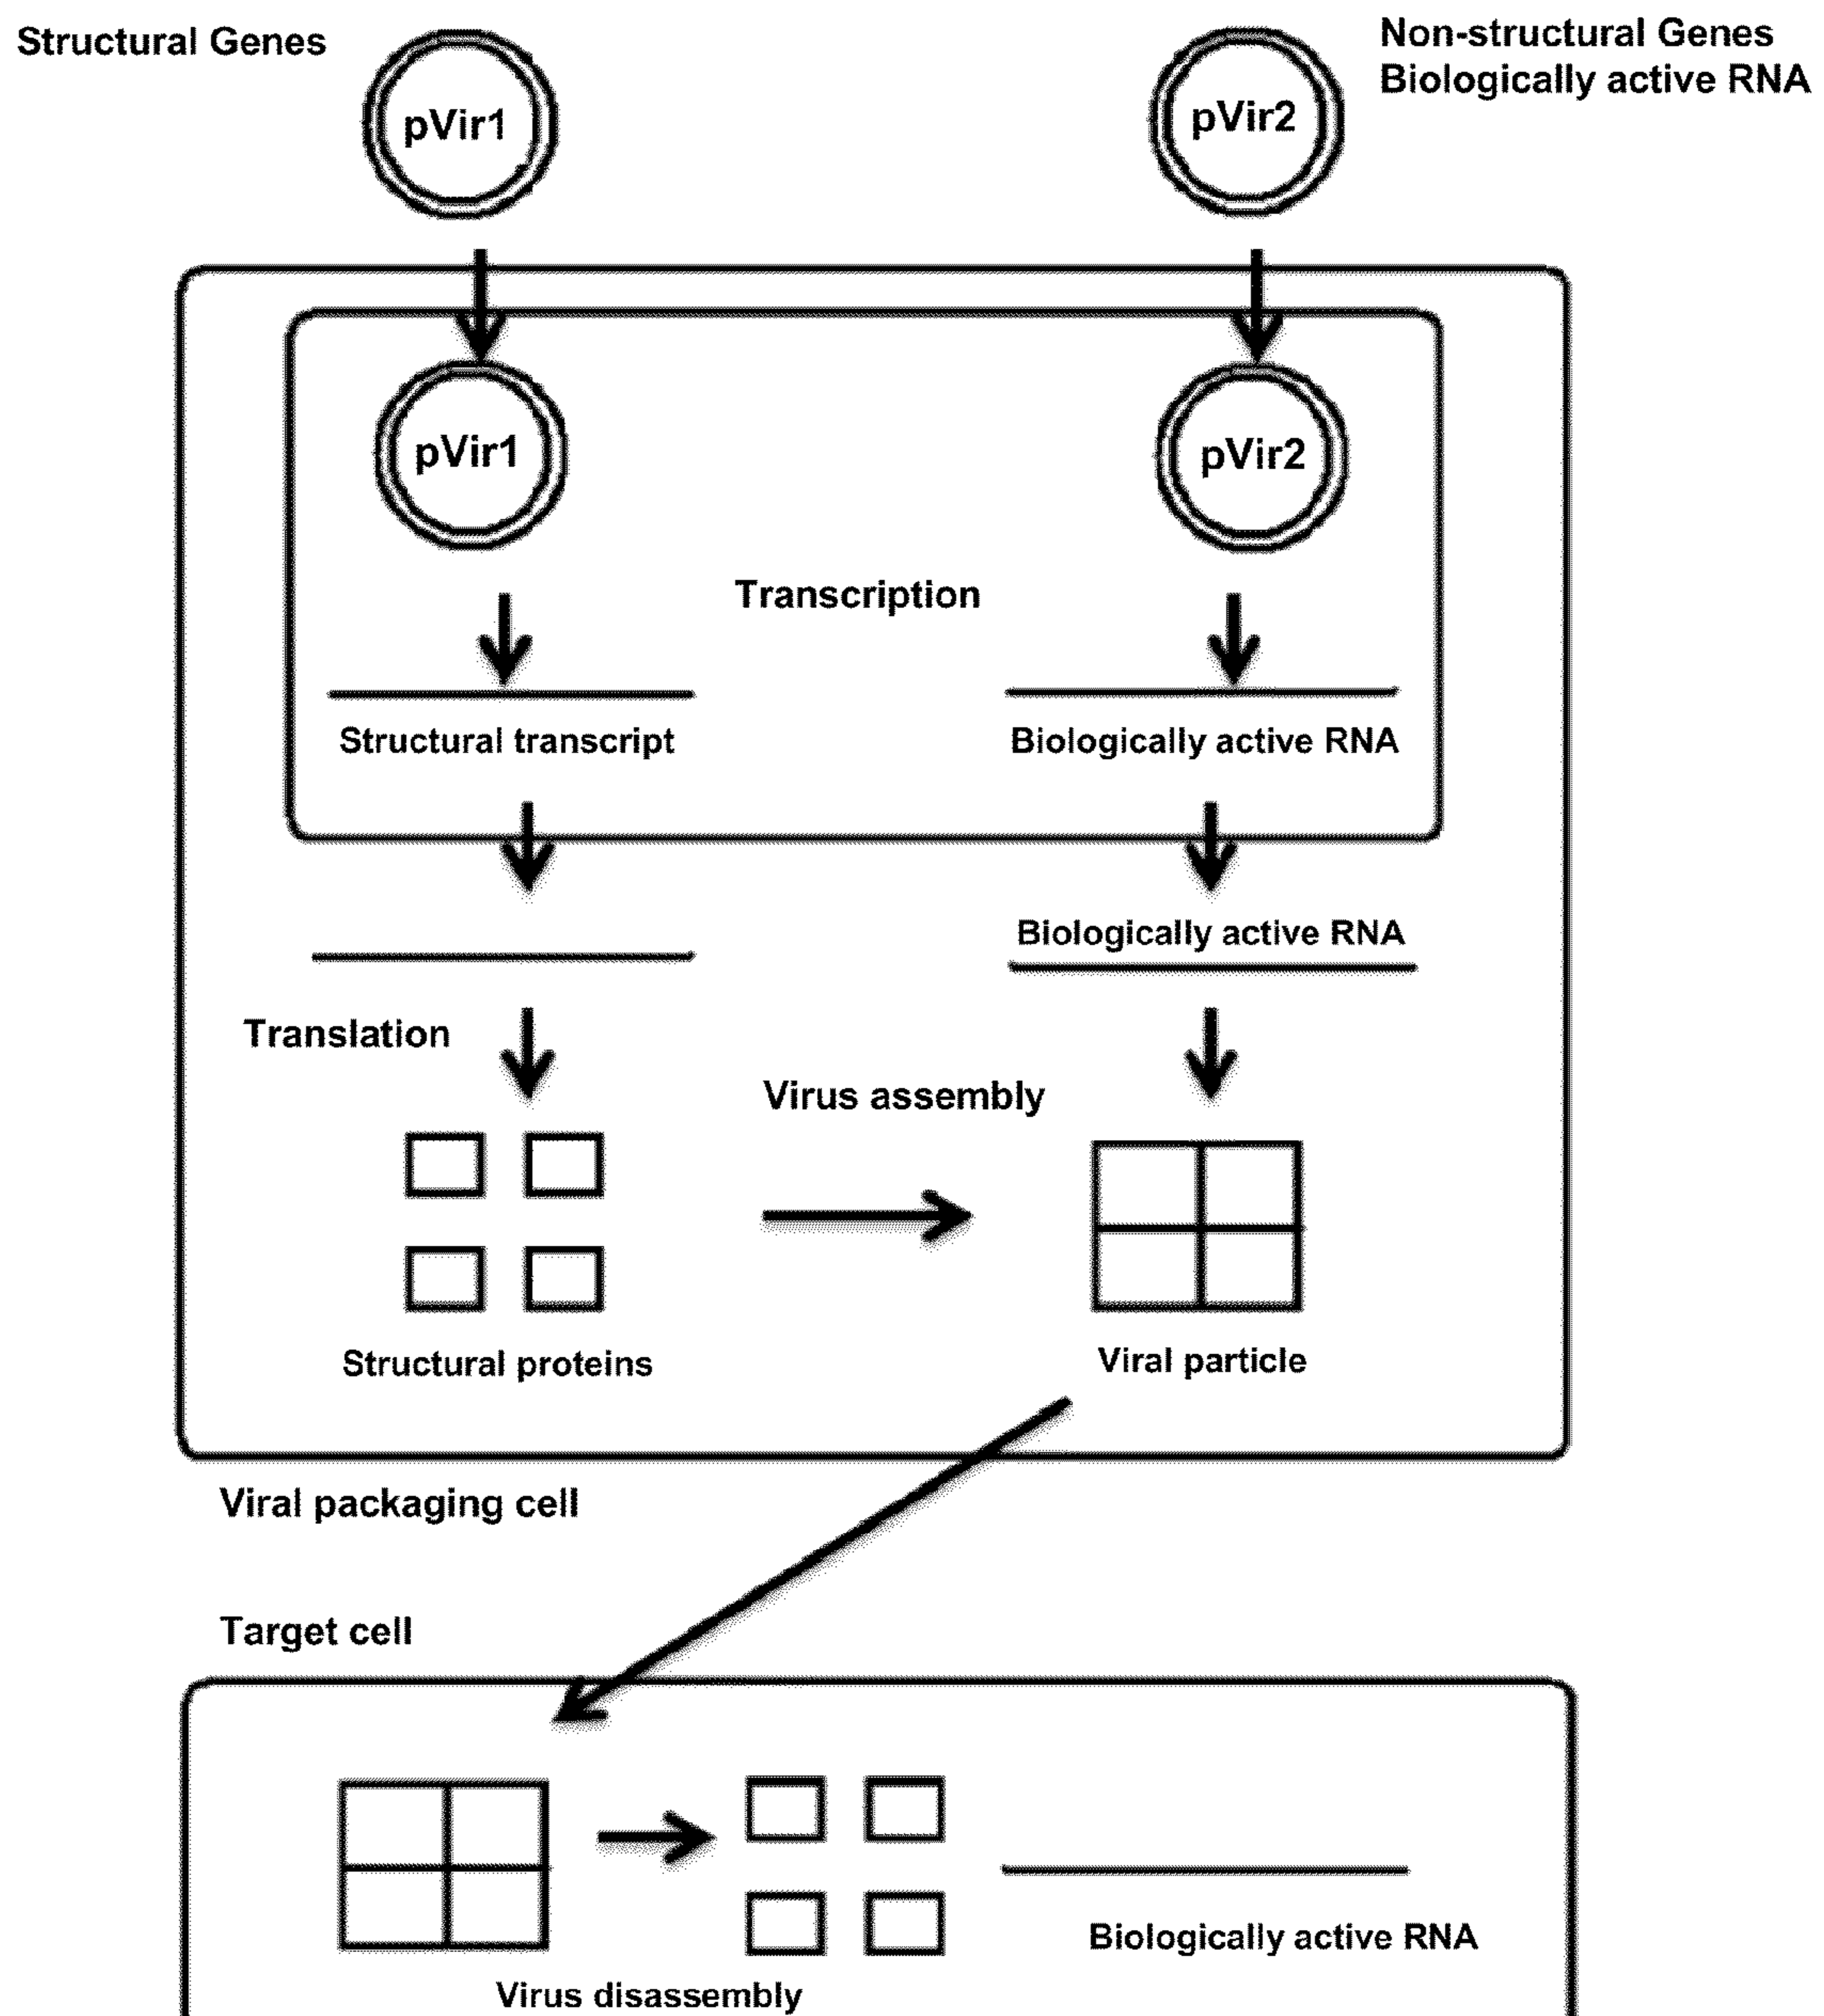 Structural Genes
pVir1
pVir2
Non-structural Genes
Biologically active RNA
pVir1
pVir2
Transcription
Structural transcript
Biologically active RNA
Biologically active RNA
Translation
Virus assembly
Structural proteins
Viral particle
Viral packaging cell
Target cell
Biologically active RNA
Virus disassembly